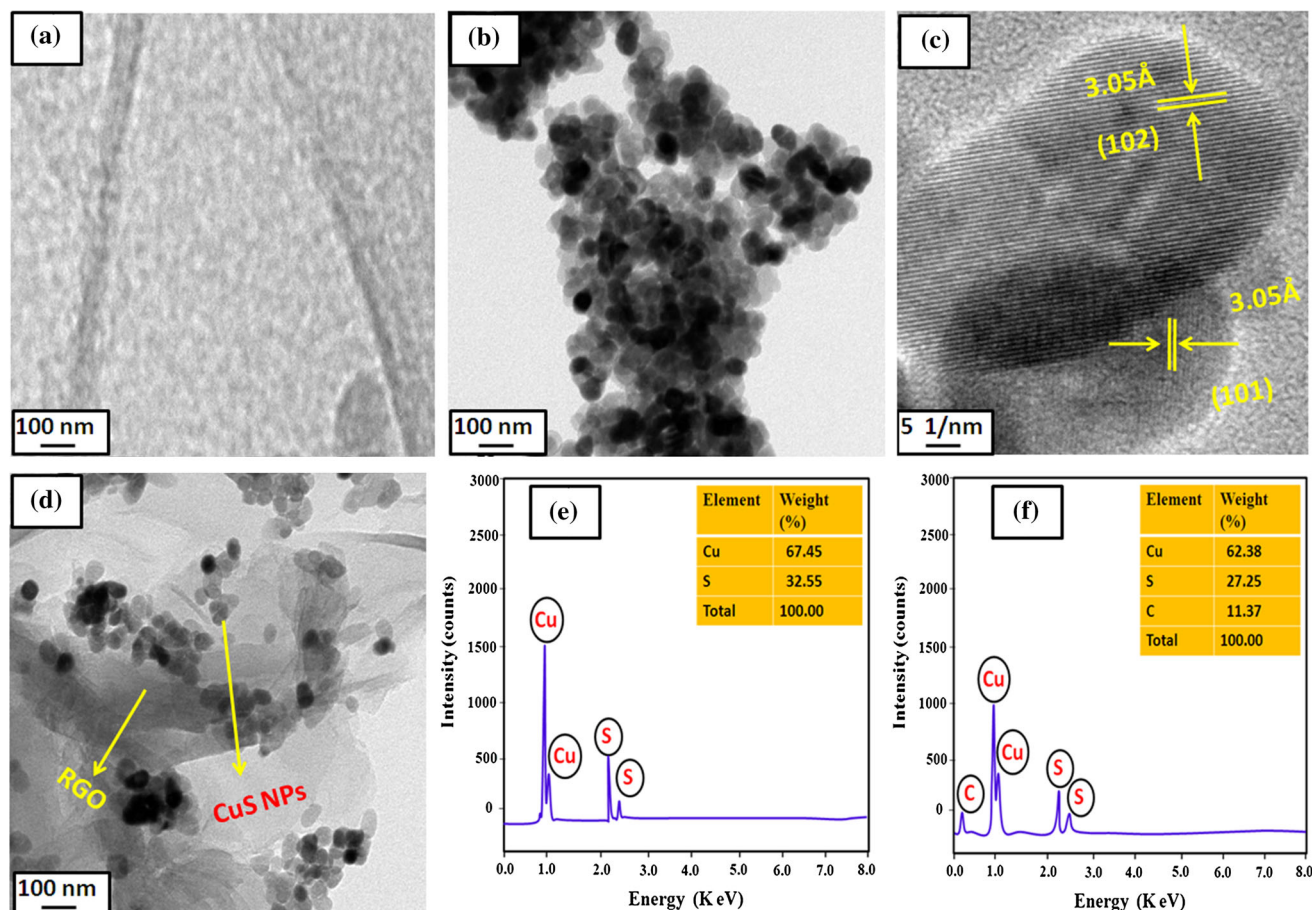 (a)
100 nm
(b)
100 nm
(c)
3.05Å
(102)
3.05Å
(101)
5 1/nm
(d)
RGO
CuS NPs
100 nm
(e)
Element Weight (%)
Cu 67.45
S 32.55
Total 100.00
3000
2500
2000
1500
1000
500
0
Intensity (counts)
Cu
Cu
S
S
0.0 1.0 2.0 3.0 4.0 5.0 6.0 7.0 8.0
Energy (K eV)
(f)
Element Weight (%)
Cu 62.38
S 27.25
C 11.37
Total 100.00
3000
2500
2000
1500
1000
500
0
Intensity (counts)
C
Cu
Cu
S
S
0.0 1.0 2.0 3.0 4.0 5.0 6.0 7.0 8.0
Energy (K eV)